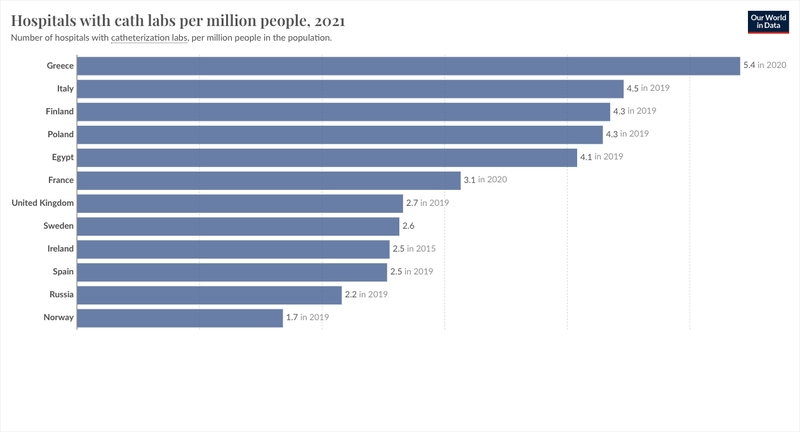 Hospitals with cath labs per million people, 2021
Number of hospitals with catheterization labs, per million people in the population.
Our World
in Data
Greece 5.4 in 2020
Italy 4.5 in 2019
Finland 4.3 in 2019
Poland 4.3 in 2019
Egypt 4.1 in 2019
France 3.1 in 2020
United Kingdom 2.7 in 2019
Sweden 2.6
Ireland 2.5 in 2015
Spain 2.5 in 2019
Russia 2.2 in 2019
Norway 1.7 in 2019